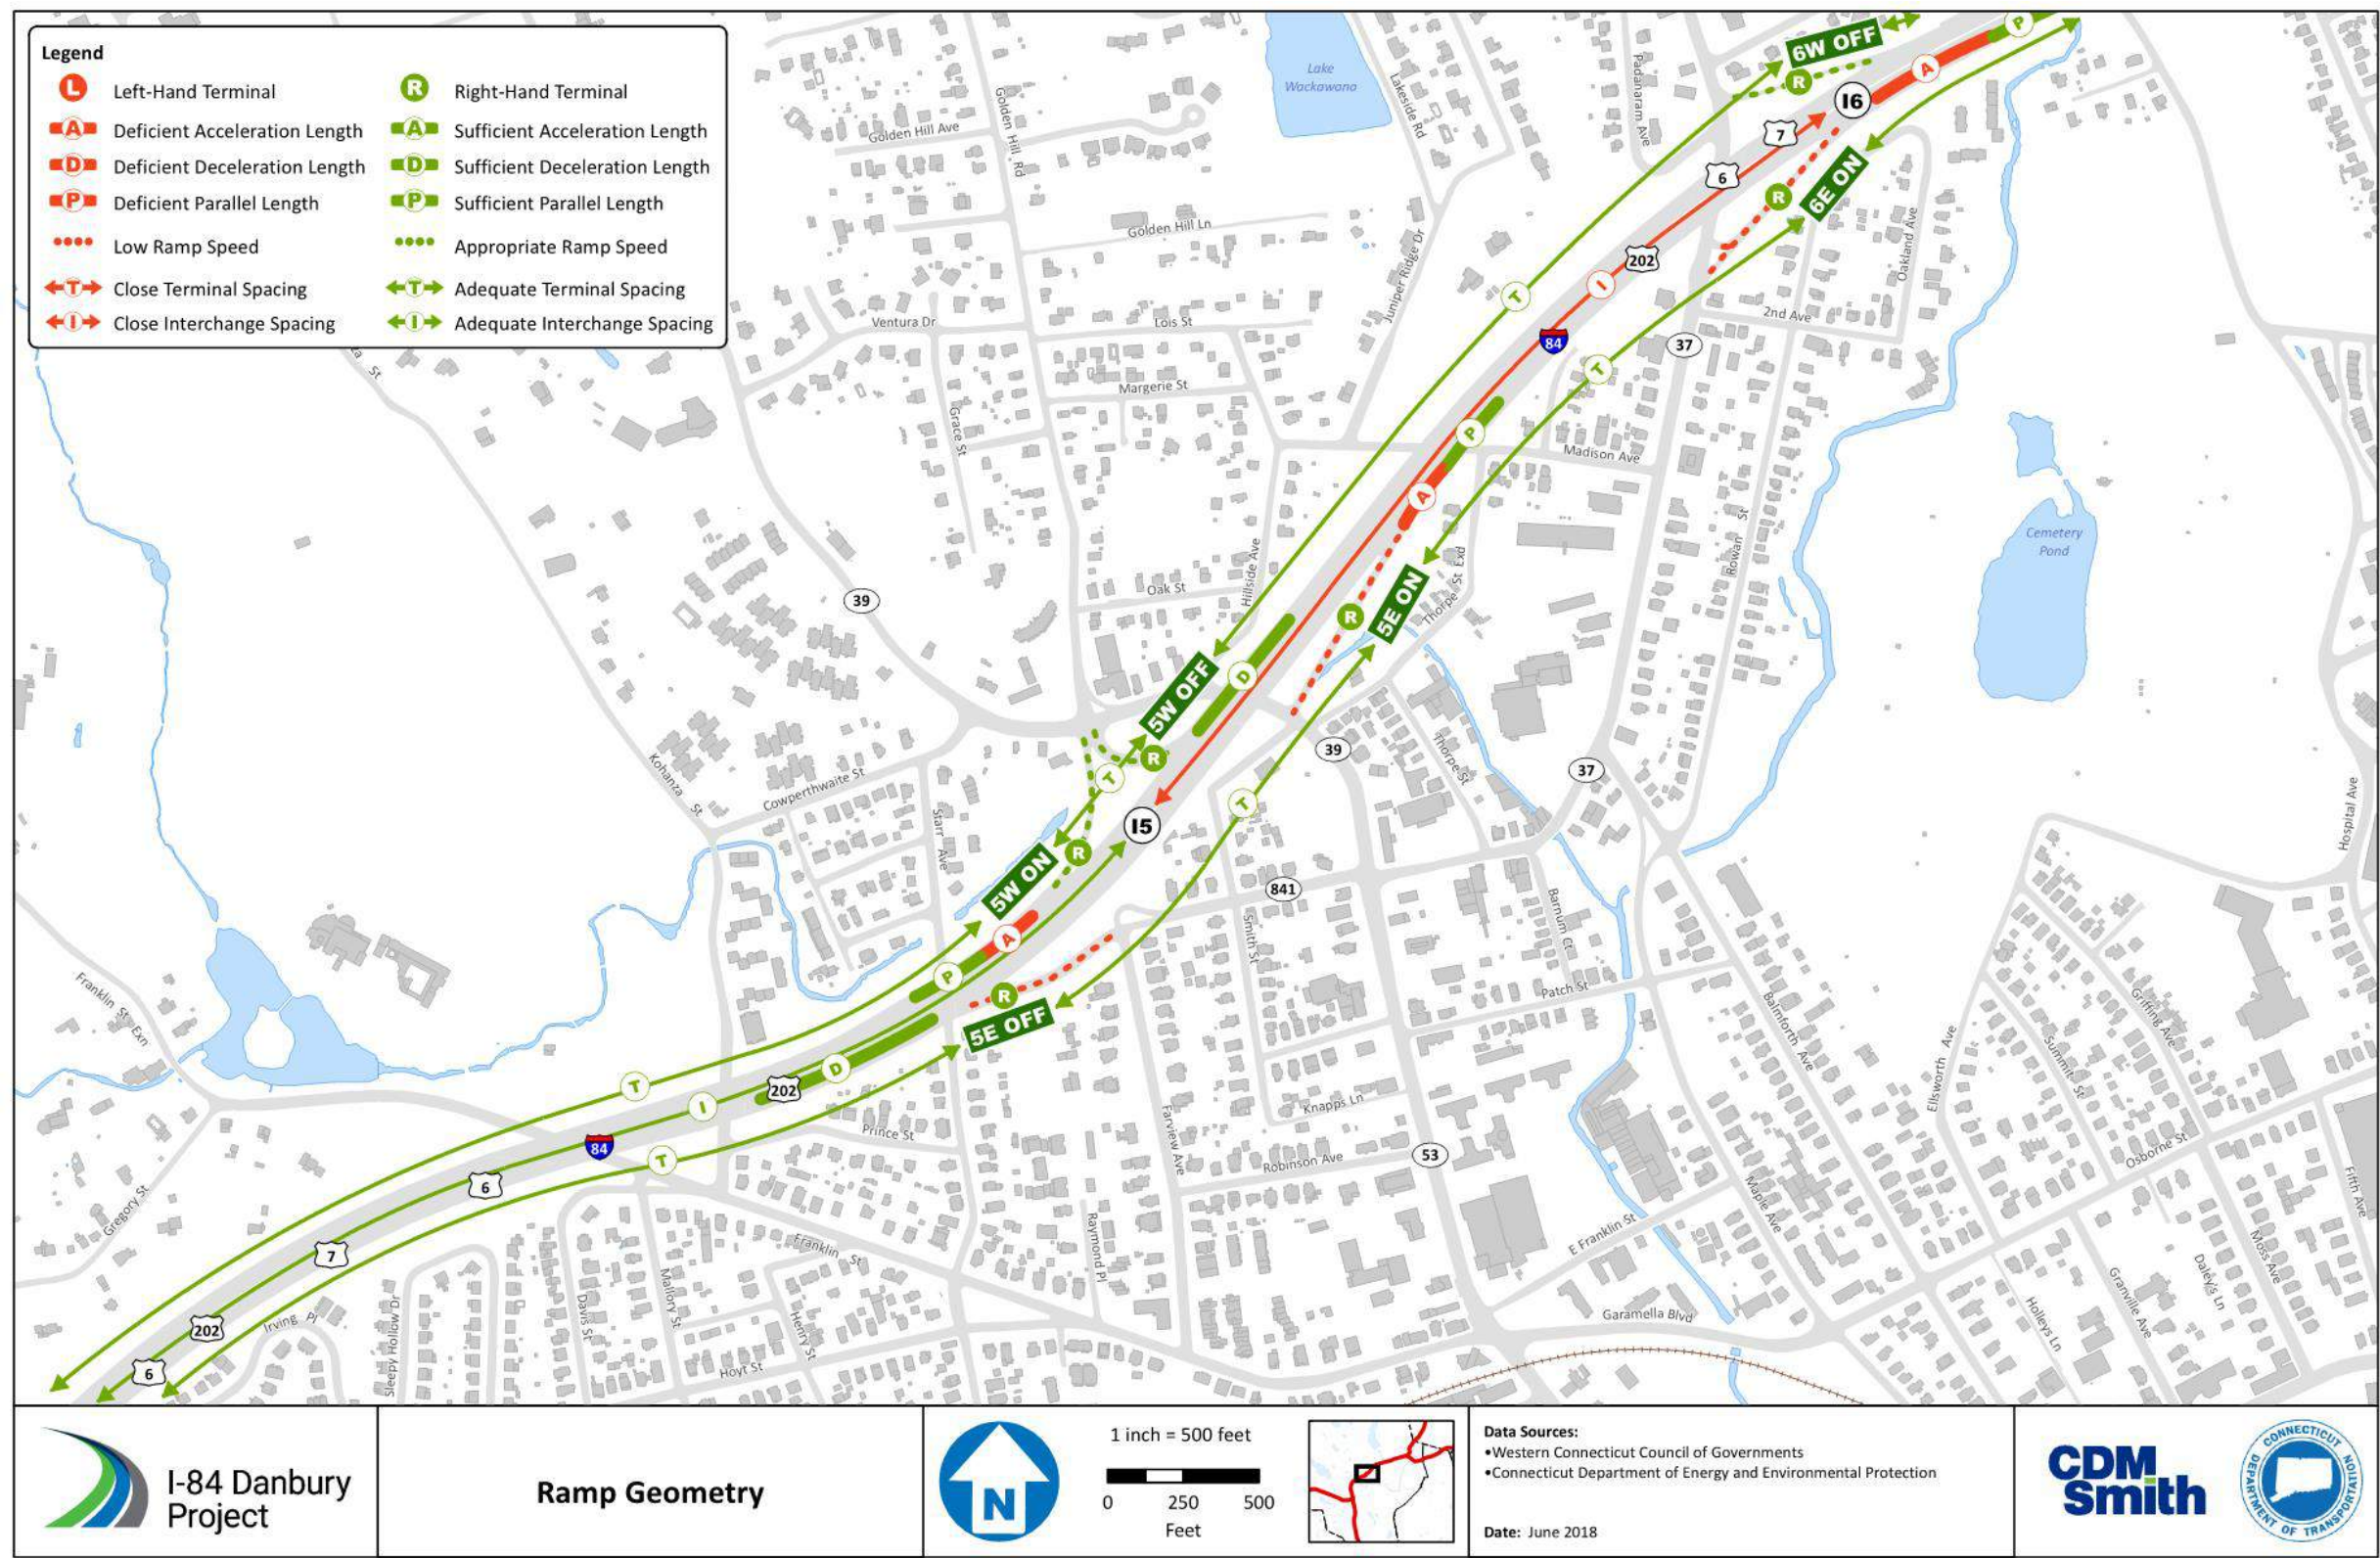 Legend
L Left-Hand Terminal
R Right-Hand Terminal
A Deficient Acceleration Length
A Sufficient Acceleration Length
D Deficient Deceleration Length
D Sufficient Deceleration Length
P Deficient Parallel Length
P Sufficient Parallel Length
Low Ramp Speed
Appropriate Ramp Speed
T Close Terminal Spacing
T Adequate Terminal Spacing
I Close Interchange Spacing
I Adequate Interchange Spacing
Lake
Wackawana
Golden Hill Ave
Golden Hill Rd
Lakeside Rd
Padanaram Ave
6W OFF
P
A
R
I6
7
6
R
6E ON
Golden Hill Ln
Juniper Ridge Dr
Oakland Ave
202
I
T
Ventura Dr
Lois St
2nd Ave
84
37
T
Margerie St
Grace St
P
Madison Ave
A
Rowan St
Cemetery
Pond
39
Oak St
Hillside Ave
R
5E ON
Thorpe St Exd
5W OFF
D
R
T
39
Thorpe St
37
Kohanza St
Cowperthwaite St
Starr Ave
T
I5
R
5W ON
841
Hospital Ave
Smith St
Barnum Ct
A
P
R
5E OFF
Patch St
Balmforth Ave
Griffing Ave
Franklin St Exn
Ellsworth Ave
Summit St
D
202
T
I
84
T
Prince St
Knapps Ln
Farview Ave
Robinson Ave
53
Osborne St
Fifth Ave
6
Gregory St
7
Franklin St
Raymond Pl
E Franklin St
Maple Ave
Moss Ave
Daley's Ln
Granville Ave
Holleys Ln
202
Irving Pl
Sleepy Hollow Dr
Davis St
Mallory St
Henry St
Hoyt St
Garamella Blvd
6
I-84 Danbury
Project
Ramp Geometry
N
1 inch = 500 feet
0 250 500
Feet
Data Sources:
•Western Connecticut Council of Governments
•Connecticut Department of Energy and Environmental Protection
Date: June 2018
CDM
Smith
CONNECTICUT
DEPARTMENT OF TRANSPORTATION